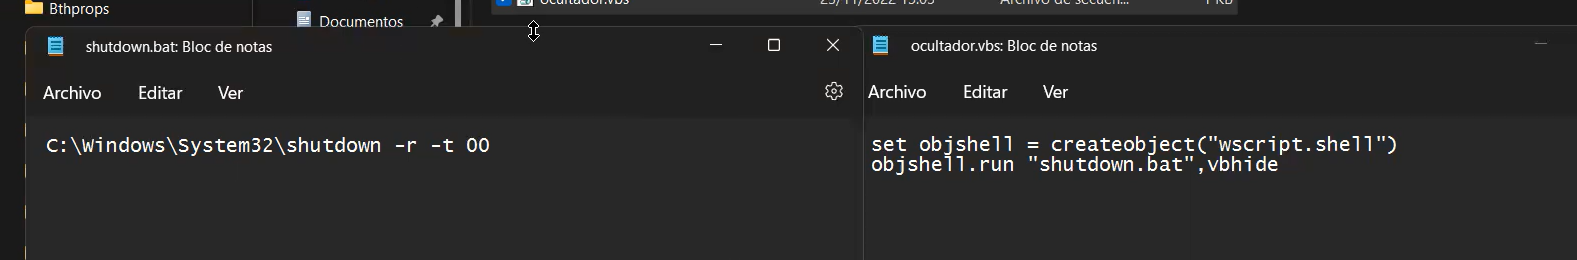 Bthprops
Documentos
ocultador.vbs
23/11/2022 15:05
Archivo de secuen...
1 KB
shutdown.bat: Bloc de notas
Archivo Editar Ver
C:\Windows\System32\shutdown -r -t 00
ocultador.vbs: Bloc de notas
Archivo Editar Ver
set objshell = createobject("wscript.shell")
objshell.run "shutdown.bat",vbhide